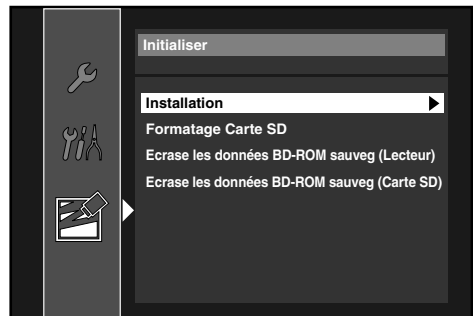 Initialiser
Installation
Formatage Carte SD
Ecrase les données BD-ROM sauveg (Lecteur)
Ecrase les données BD-ROM sauveg (Carte SD)